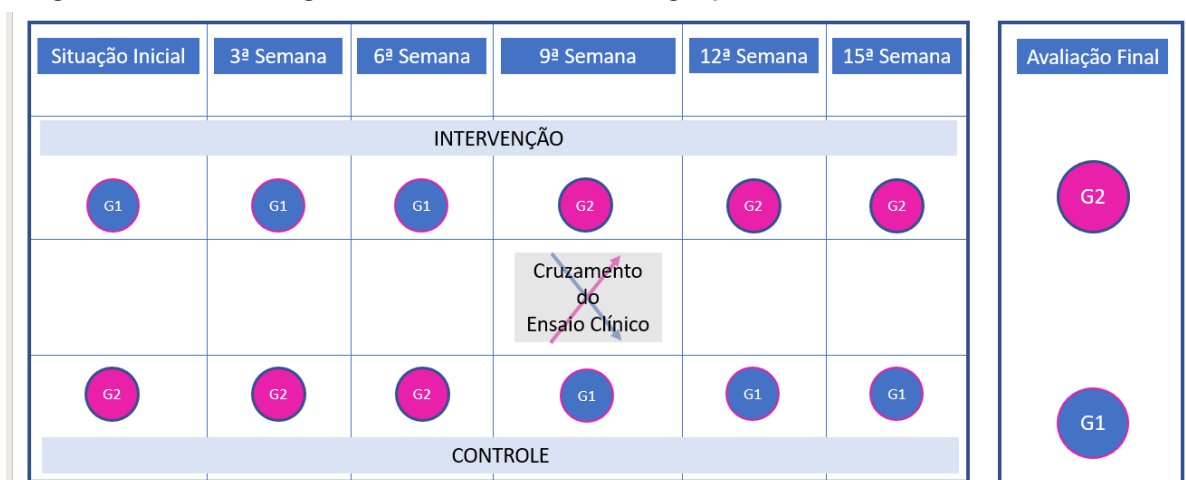 Situação Inicial
3ª Semana
6ª Semana
9ª Semana
12ª Semana
15ª Semana
Avaliação Final
INTERVENÇÃO
G1
G1
G1
G2
G2
G2
G2
Cruzamento
do
Ensaio Clínico
G2
G2
G2
G1
G1
G1
G1
CONTROLE